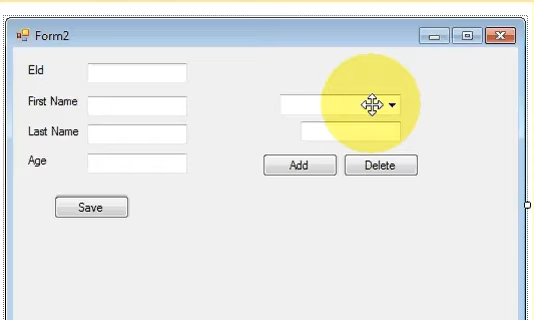 Form2
EId
First Name
Last Name
Age
Add Delete
Save